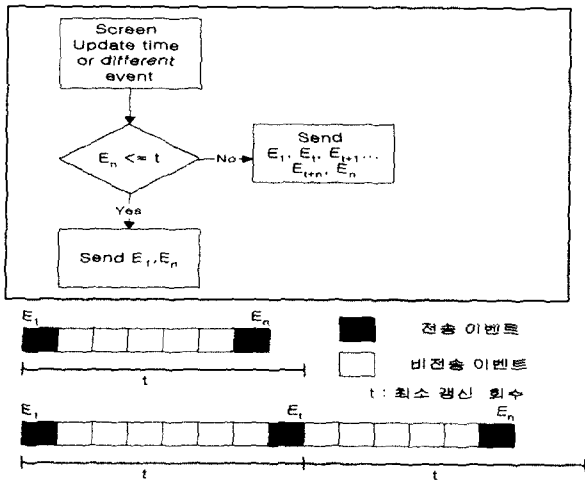 Screen
Update time
or different
event
E_n <= t
No
Send
E_1, E_t, E_{t+1}...
E_{t+n}, E_n
Yes
Send E_1, E_n
E_1
E_n
전송 이벤트
비전송 이벤트
t
t : 최소 갱신 회수
E_1
E_t
E_n
t
t